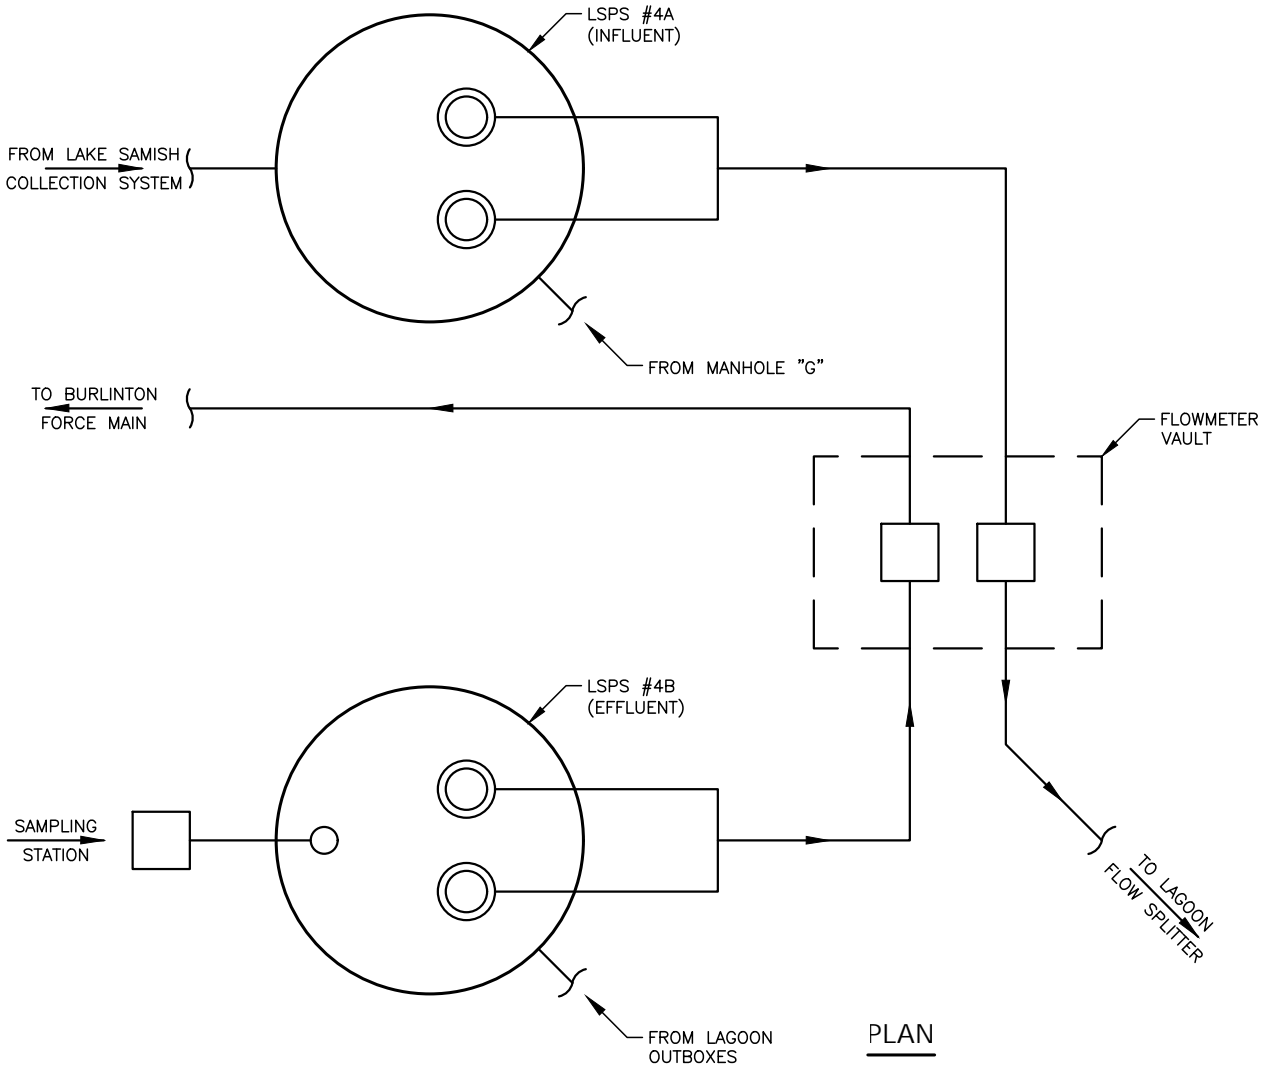 LSPS #4A
(INFLUENT)
FROM LAKE SAMISH
COLLECTION SYSTEM
FROM MANHOLE "G"
TO BURLINTON
FORCE MAIN
FLOWMETER
VAULT
LSPS #4B
(EFFLUENT)
SAMPLING
STATION
TO LAGOON
FLOW SPLITTER
FROM LAGOON
OUTBOXES
PLAN